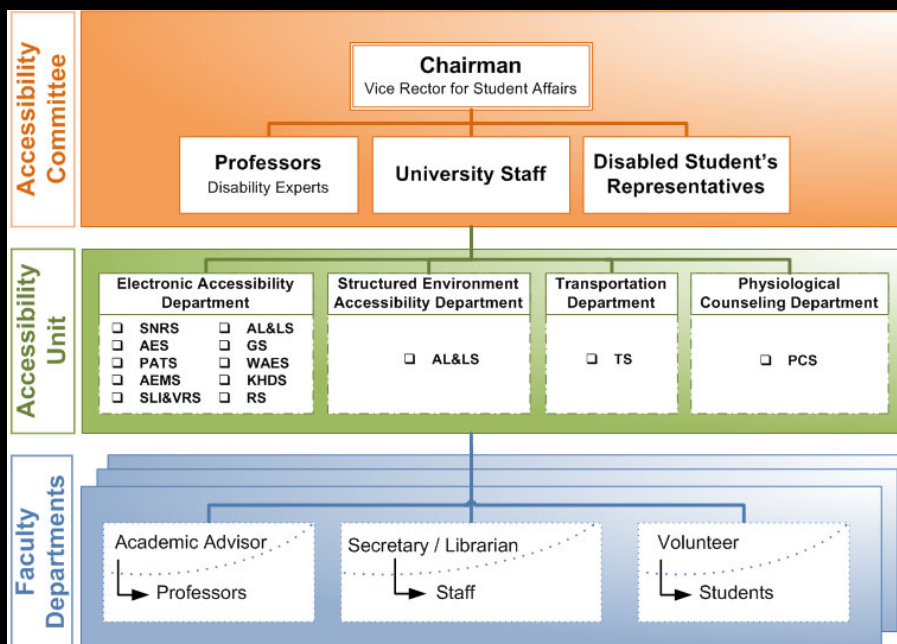 Accessibility
Committee
Chairman
Vice Rector for Student Affairs
Professors
Disability Experts
University Staff
Disabled Student's
Representatives
Accessibility
Unit
Electronic Accessibility
Department
❑ SNRS
❑ AES
❑ PATS
❑ AEMS
❑ SLI&VRS
❑ AL&LS
❑ GS
❑ WAES
❑ KHDS
❑ RS
Structured Environment
Accessibility Department
❑ AL&LS
Transportation
Department
❑ TS
Physiological
Counseling Department
❑ PCS
Faculty
Departments
Academic Advisor
Professors
Secretary / Librarian
Staff
Volunteer
Students